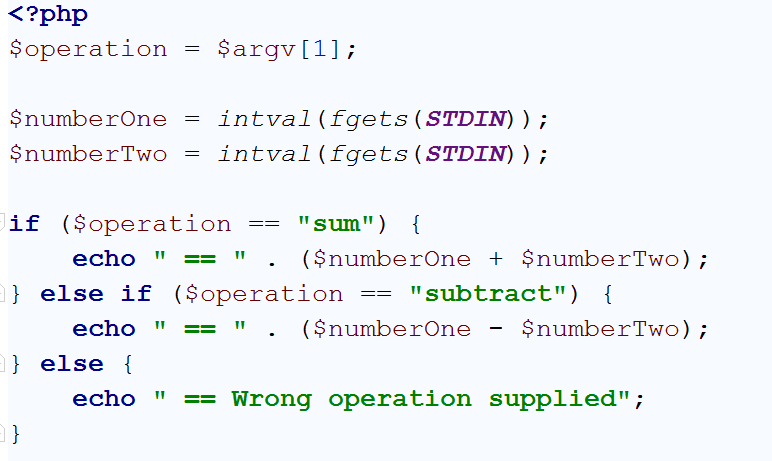 <?php
$operation = $argv[1];
$numberOne = intval(fgets(STDIN));
$numberTwo = intval(fgets(STDIN));
if ($operation == "sum") {
    echo " == " . ($numberOne + $numberTwo);
} else if ($operation == "subtract") {
    echo " == " . ($numberOne - $numberTwo);
} else {
    echo " == Wrong operation supplied";
}